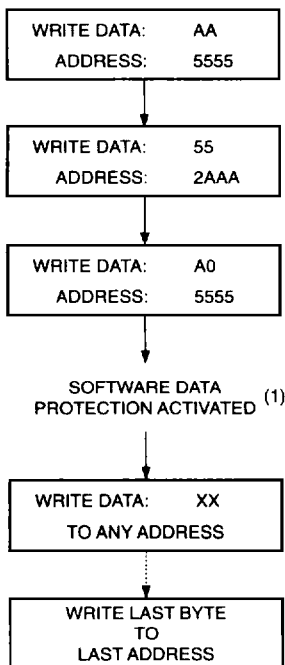 WRITE DATA: AA
ADDRESS: 5555
WRITE DATA: 55
ADDRESS: 2AAA
WRITE DATA: A0
ADDRESS: 5555
SOFTWARE DATA
PROTECTION ACTIVATED (1)
WRITE DATA: XX
TO ANY ADDRESS
WRITE LAST BYTE
TO
LAST ADDRESS